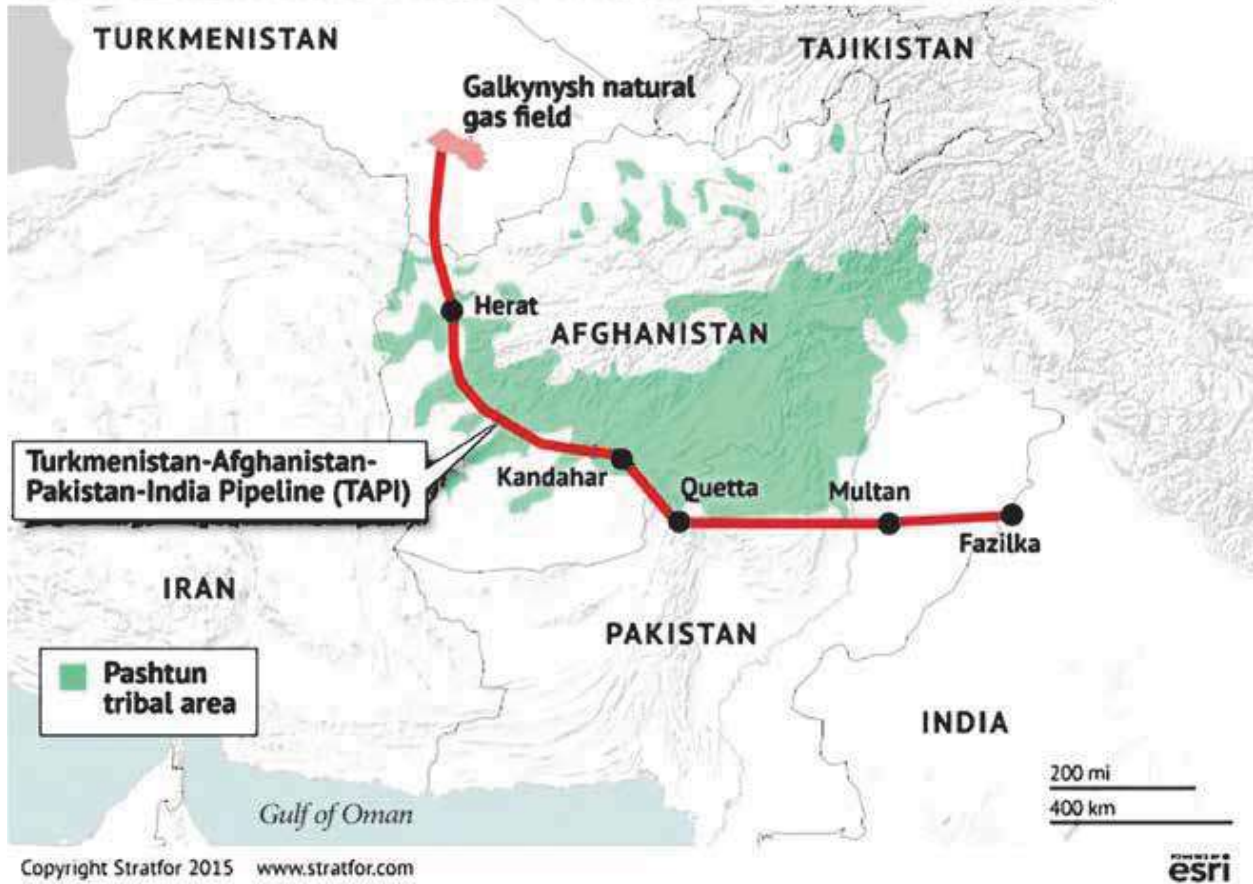 TURKMENISTAN
TAJIKISTAN
Galkynysh natural
gas field
Herat
AFGHANISTAN
Turkmenistan-Afghanistan-
Pakistan-India Pipeline (TAPI)
Kandahar
Quetta
Multan
Fazilka
IRAN
PAKISTAN
Pashtun
tribal area
INDIA
200 mi
400 km
Gulf of Oman
Copyright Stratfor 2015 www.stratfor.com
POWERED BY
esri